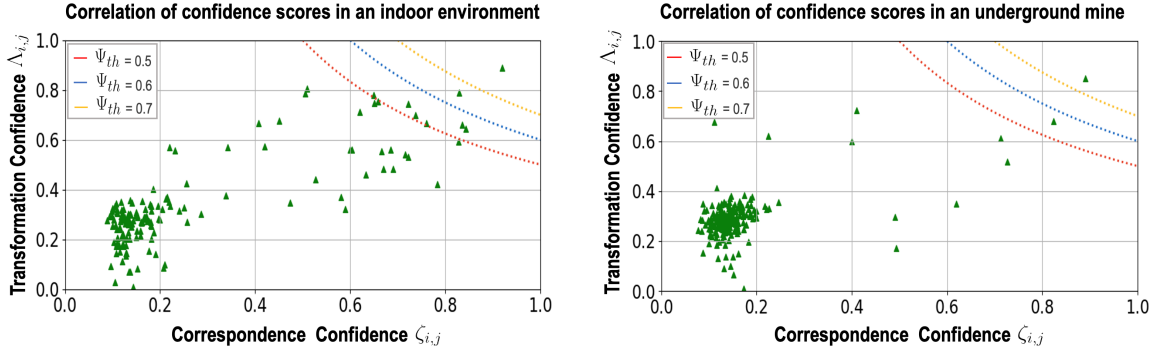 Correlation of confidence scores in an indoor environment
Transformation Confidence Λi,j
1.0
0.8
0.6
0.4
0.2
0.0
Ψth = 0.5
Ψth = 0.6
Ψth = 0.7
0.0 0.2 0.4 0.6 0.8 1.0
Correspondence Confidence ζi,j
Correlation of confidence scores in an underground mine
Transformation Confidence Λi,j
1.0
0.8
0.6
0.4
0.2
0.0
Ψth = 0.5
Ψth = 0.6
Ψth = 0.7
0.0 0.2 0.4 0.6 0.8 1.0
Correspondence Confidence ζi,j